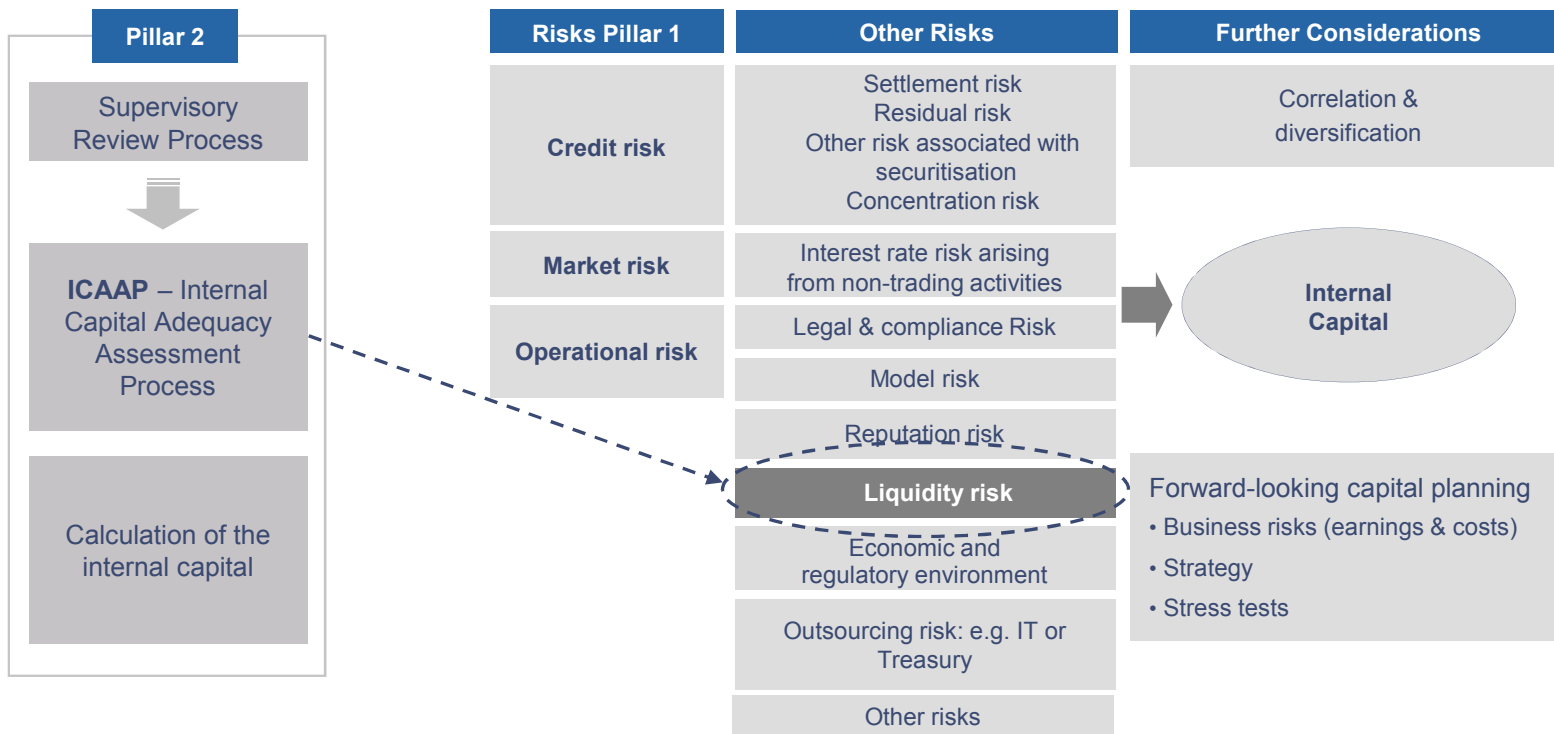 Pillar 2
Supervisory
Review Process
ICAAP – Internal
Capital Adequacy
Assessment
Process
Calculation of the
internal capital
Risks Pillar 1
Credit risk
Market risk
Operational risk
Other Risks
Settlement risk
Residual risk
Other risk associated with
securitisation
Concentration risk
Interest rate risk arising
from non-trading activities
Legal & compliance Risk
Model risk
Reputation risk
Liquidity risk
Economic and
regulatory environment
Outsourcing risk: e.g. IT or
Treasury
Other risks
Further Considerations
Correlation &
diversification
Internal
Capital
Forward-looking capital planning
• Business risks (earnings & costs)
• Strategy
• Stress tests